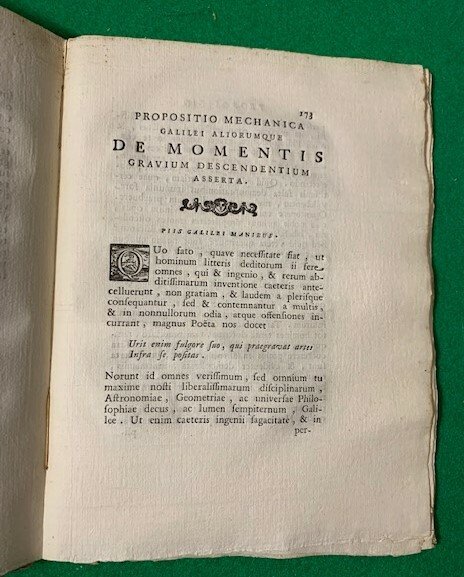 173
PROPOSITIO MECHANICA
GALILEI ALIORUMQUE
DE MOMENTIS
GRAVIUM DESCENDENTIUM
ASSERTA.
PIIS GALILEI MANIBUS.
QUo fato, quave necessitate fiat, ut
hominum litteris deditorum ii fere
omnes, qui & ingenio, & rerum ab-
ditissimarum inventione caeteris ante-
celluerunt, non gratiam, & laudem a plerisque
consequantur, sed & contemnantur a multis,
& in nonnullorum odia, atque offensiones in-
currant, magnus Poëta nos docet
Urit enim fulgore suo, qui praegravat artes
Infra se positas.
Norunt id omnes verissimum, sed omnium tu
maxime nosti liberalissimarum disciplinarum,
Astronomiae, Geometriae, ac universae Philo-
sophiae decus, ac lumen sempiternum, Gali-
lee. Ut enim caeteris ingenii sagacitate, & in
per-